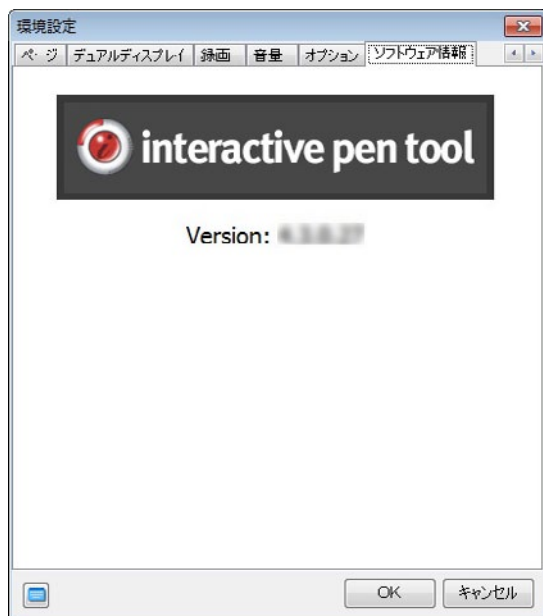 環境設定
ペ- ジ デュアルディスプレイ 録画 音量 オプション ソフトウェア情報
interactive pen tool
Version:
OK キャンセル